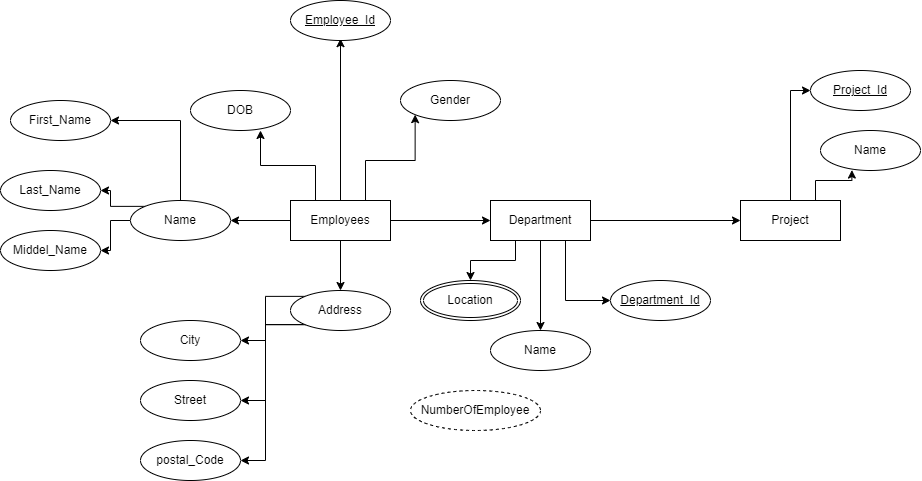 Employee_Id
Project_Id
Gender
DOB
First_Name
Name
Last_Name
Name
Employees
Department
Project
Middel_Name
Location
Department_Id
Address
City
Name
Street
NumberOfEmployee
postal_Code